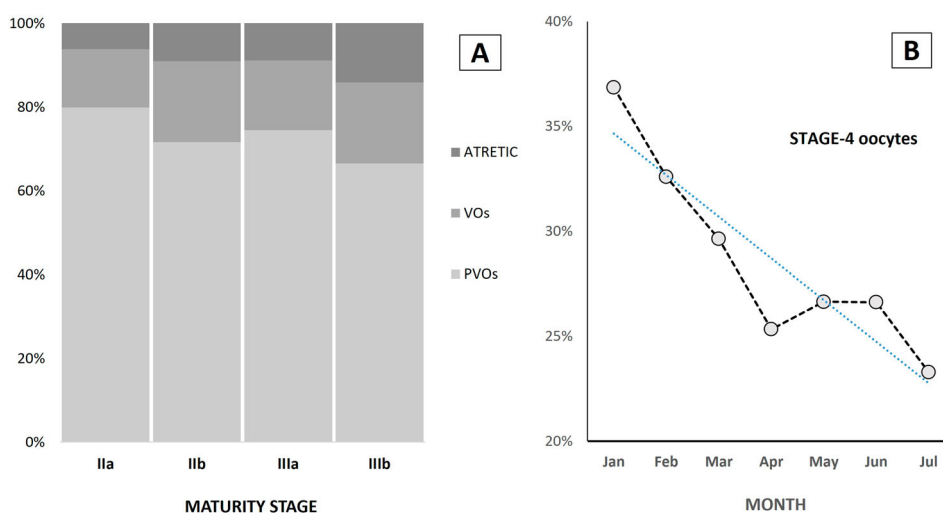 100%
80%
60%
40%
20%
0%
IIa IIb IIIa IIIb
MATURITY STAGE
A
ATRETIC
VOs
PVOs
40%
35%
30%
25%
20%
B
STAGE-4 oocytes
Jan Feb Mar Apr May Jun Jul
MONTH